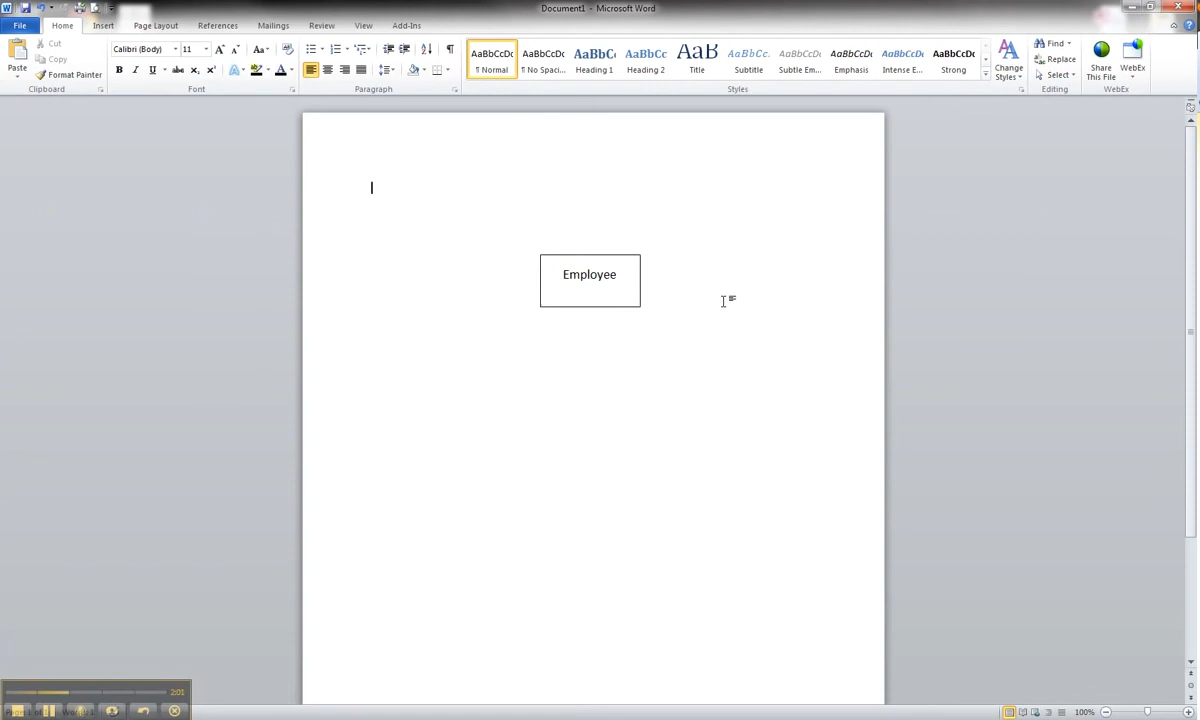 Document1 - Microsoft Word
File Home Insert Page Layout References Mailings Review View Add-Ins
Paste
Cut
Copy
Format Painter
Clipboard
Calibri (Body) 11
Font
Paragraph
AaBbCcDc AaBbCcDc AaBbC AaBbCc AaB AaBbCc. AaBbCcDc AaBbCcDc AaBbCcDc AaBbCcDc
¶ Normal ¶ No Spaci... Heading 1 Heading 2 Title Subtitle Subtle Em... Emphasis Intense E... Strong
Styles
Change Styles
Find
Replace
Select
Editing
Share This File
WebEx
WebEx
Employee
2:01
100%